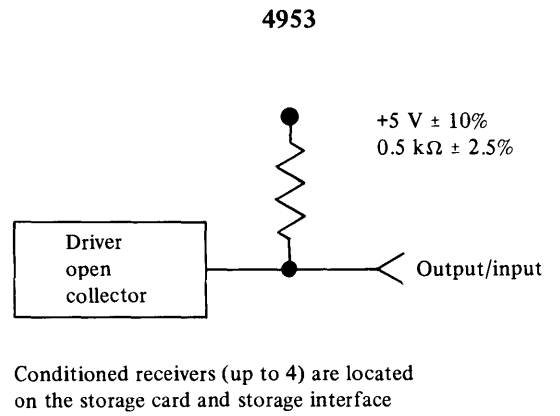 4953
+5 V ± 10%
0.5 kΩ ± 2.5%
Driver
open
collector
Output/input
Conditioned receivers (up to 4) are located
on the storage card and storage interface